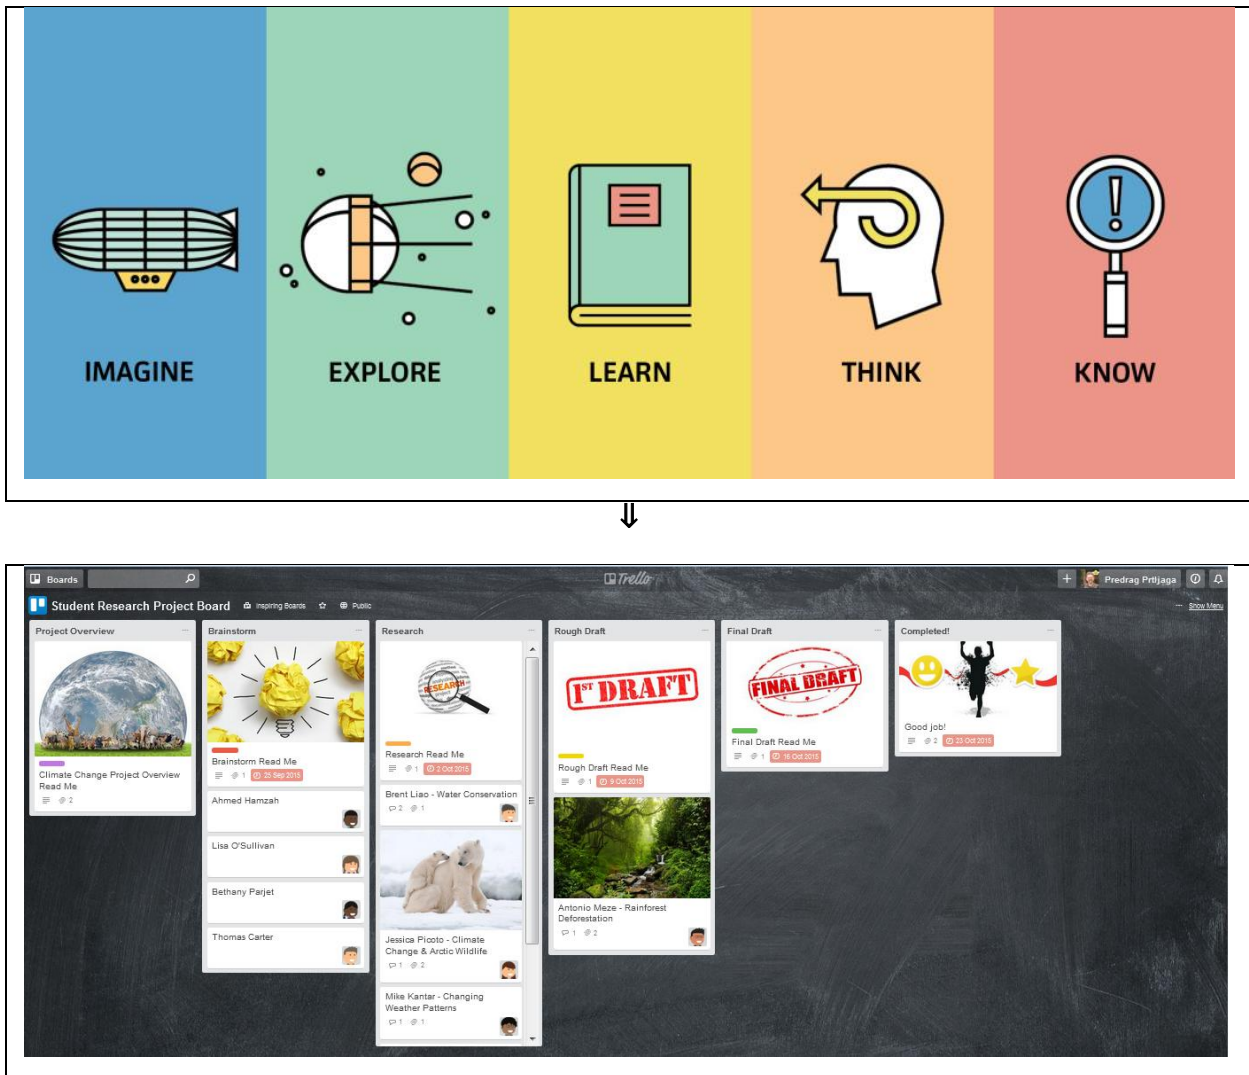 IMAGINE
EXPLORE
LEARN
THINK
KNOW
⇓
Boards
Trello
Predrag Prtljaga
Student Research Project Board
Inspiring Boards
Public
Show Menu
Project Overview
Climate Change Project Overview
Read Me
2
Brainstorm
Brainstorm Read Me
1 25 Sep 2015
Ahmed Hamzah
Lisa O'Sullivan
Bethany Parjet
Thomas Carter
Research
RESEARCH
Research Read Me
1 2 Oct 2015
Brent Liao - Water Conservation
2 1
Jessica Picoto - Climate
Change & Arctic Wildlife
1 2
Mike Kantar - Changing
Weather Patterns
1 1
Rough Draft
1ST DRAFT
Rough Draft Read Me
1 9 Oct 2015
Antonio Meze - Rainforest
Deforestation
1 2
Final Draft
FINAL DRAFT
Final Draft Read Me
1 16 Oct 2015
Completed!
Good job!
2 23 Oct 2015